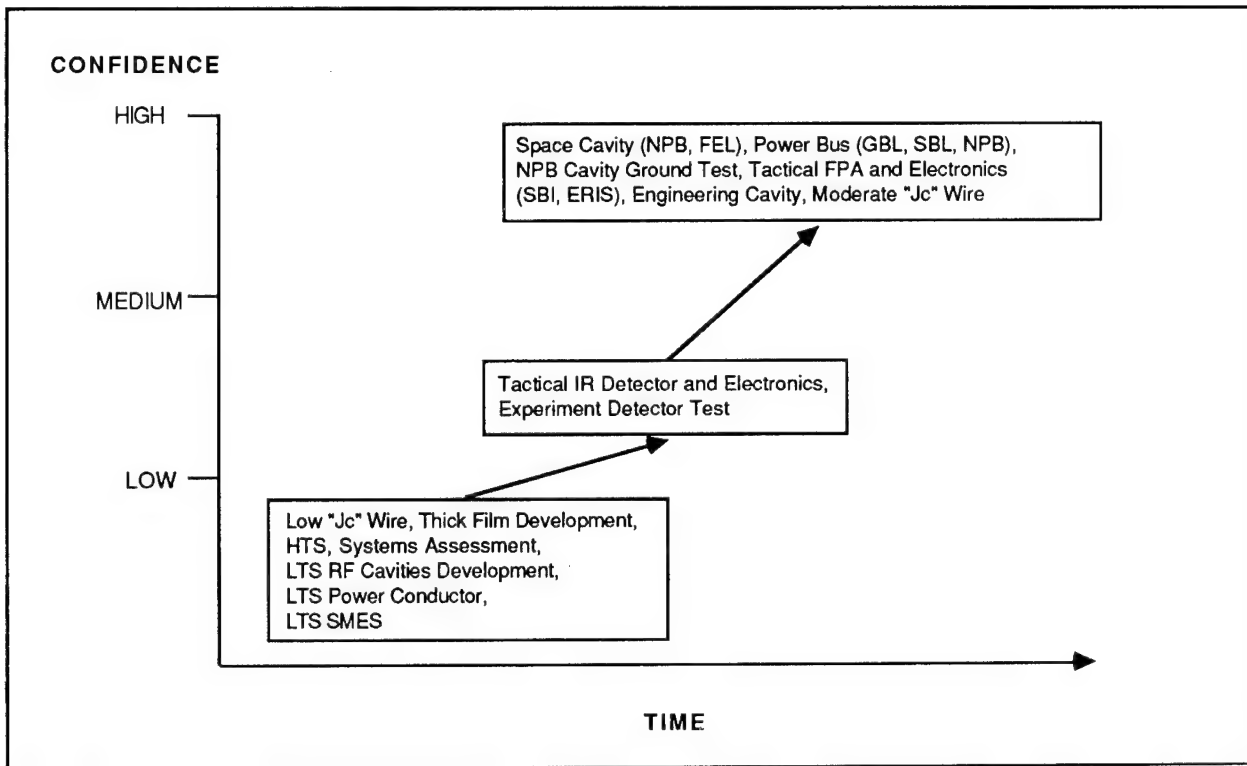 CONFIDENCE
HIGH
Space Cavity (NPB, FEL), Power Bus (GBL, SBL, NPB),
NPB Cavity Ground Test, Tactical FPA and Electronics
(SBI, ERIS), Engineering Cavity, Moderate "Jc" Wire
MEDIUM
Tactical IR Detector and Electronics,
Experiment Detector Test
LOW
Low "Jc" Wire, Thick Film Development,
HTS, Systems Assessment,
LTS RF Cavities Development,
LTS Power Conductor,
LTS SMES
TIME